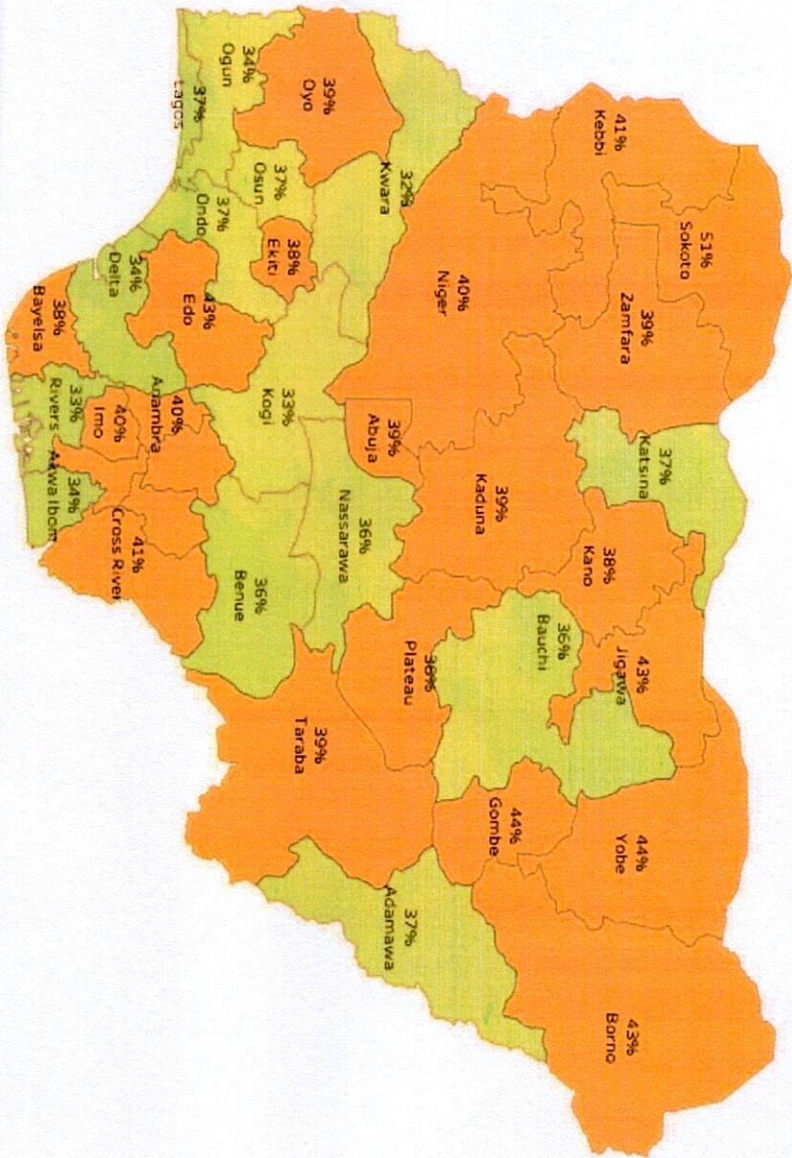 51%
Sokoto
41%
Kebbi
39%
Zamfara
37%
Katsina
38%
Kano
43%
Jigawa
44%
Yobe
43%
Borno
40%
Niger
39%
Kaduna
36%
Bauchi
44%
Gombe
32%
Kwara
39%
Abuja
38%
Plateau
37%
Adamawa
39%
Oyo
36%
Nassarawa
39%
Taraba
37%
Osun
38%
Ekiti
33%
Kogi
36%
Benue
34%
Ogun
37%
Lagos
37%
Ondo
43%
Edo
40%
Anambra
34%
Delta
40%
Imo
41%
Cross River
38%
Bayelsa
33%
Rivers
34%
Akwa Ibom